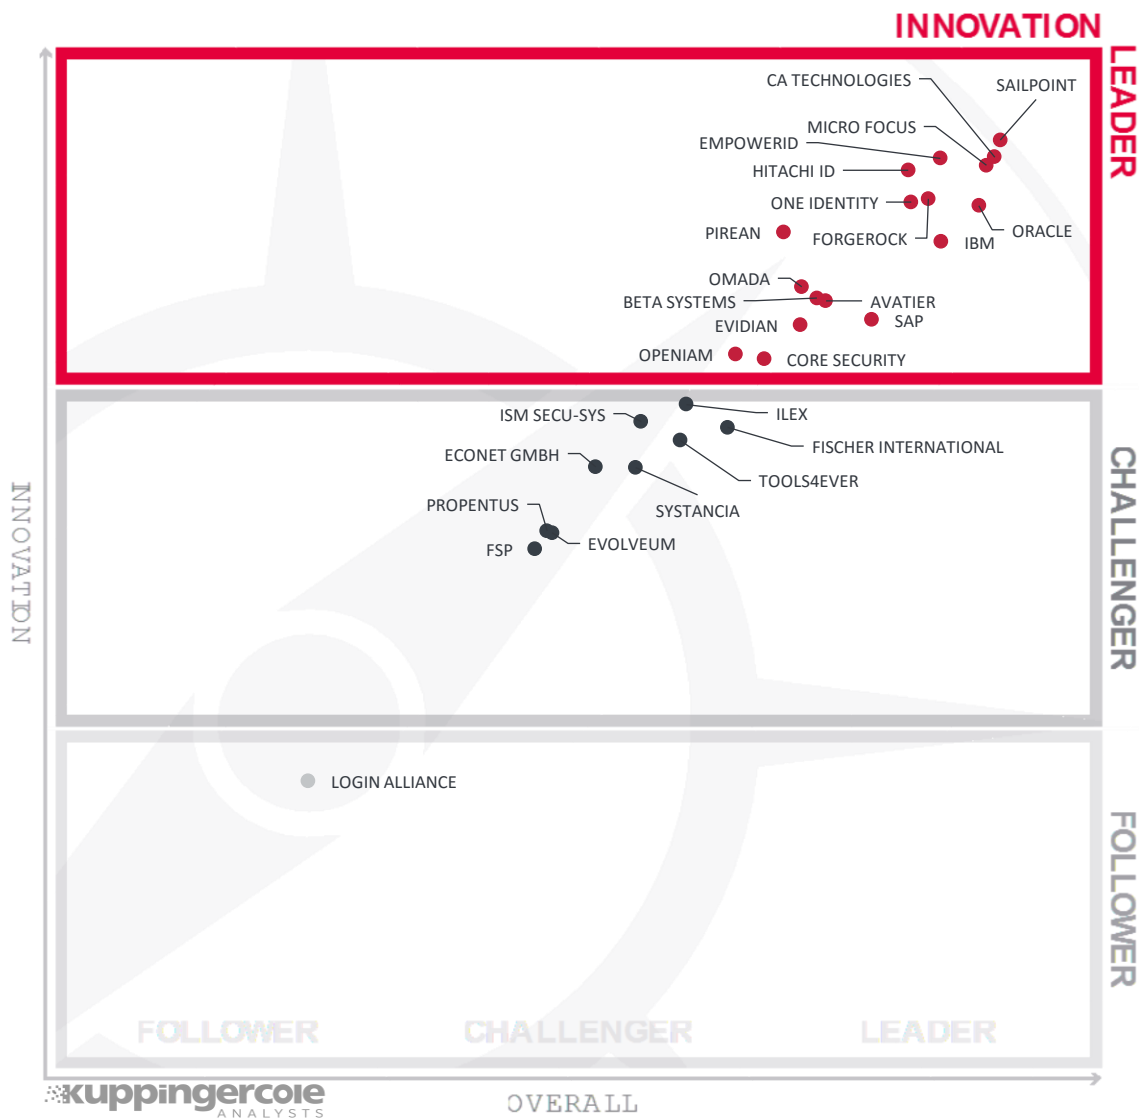 INNOVATION
LEADER
CA TECHNOLOGIES
SAILPOINT
MICRO FOCUS
EMPOWERID
HITACHI ID
ONE IDENTITY
PIREAN
FORGEROCK
IBM
ORACLE
OMADA
BETA SYSTEMS
AVATIER
EVIDIAN
SAP
OPENIAM
CORE SECURITY
CHALLENGER
ISM SECU-SYS
ILEX
FISCHER INTERNATIONAL
ECONET GMBH
TOOLS4EVER
SYSTANCIA
PROPENTUS
EVOLVEUM
FSP
INNOVATION
LOGIN ALLIANCE
FOLLOWER
FOLLOWER CHALLENGER LEADER
kuppingercole
ANALYSTS
OVERALL